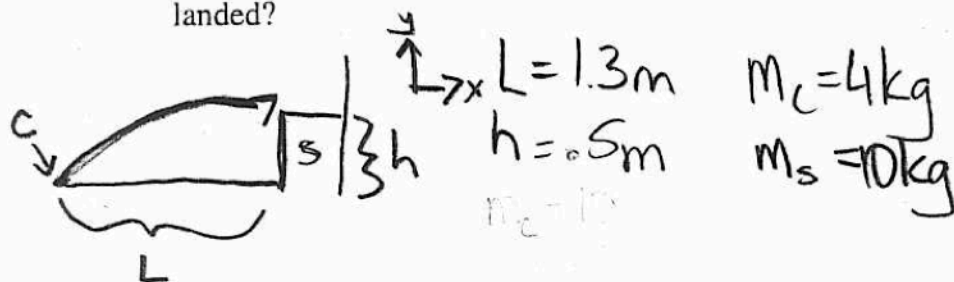 landed?
y
x L = 1.3m m_c = 4kg
h = .5m m_s = 10kg
C
s } h
L